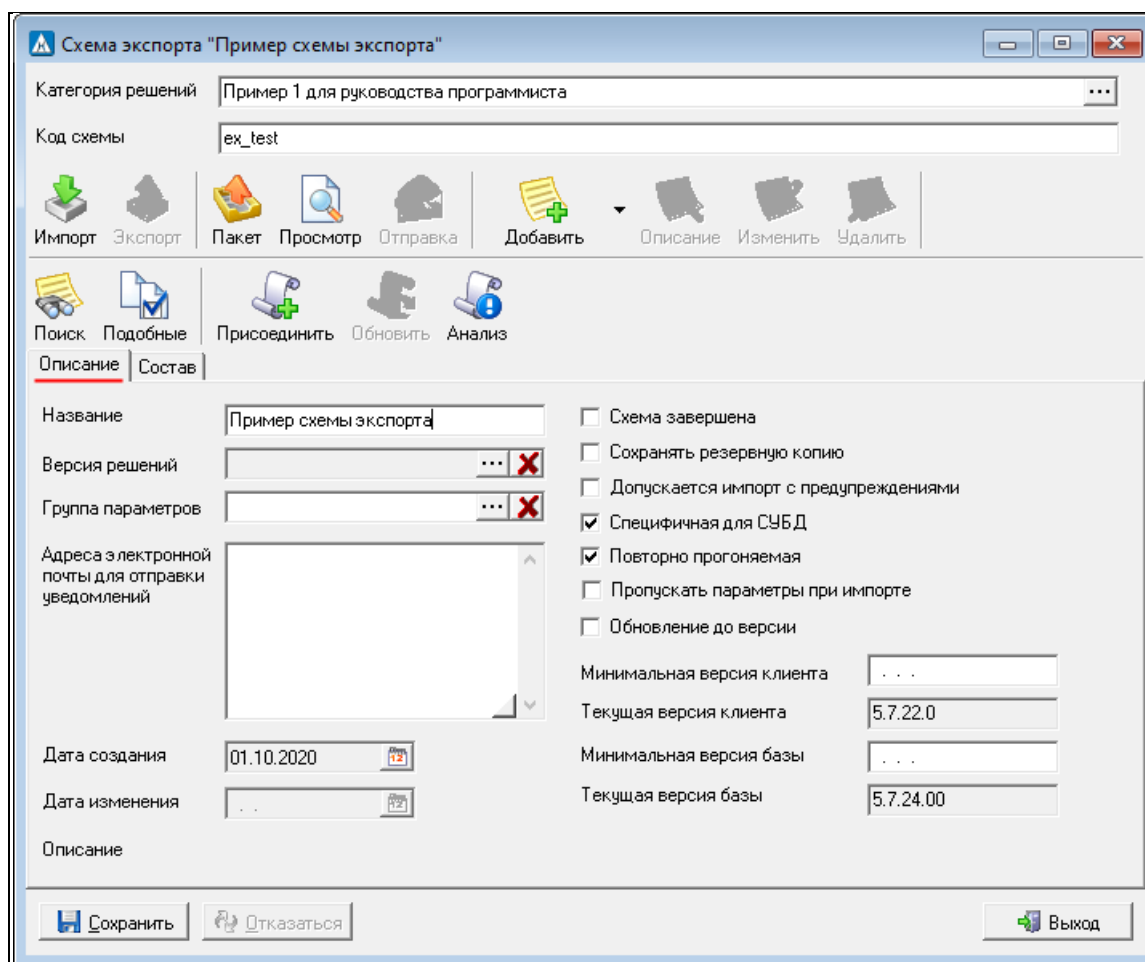 Схема экспорта "Пример схемы экспорта"
Категория решений Пример 1 для руководства программиста ...
Код схемы ex_test
Импорт Экспорт Пакет Просмотр Отправка Добавить Описание Изменить Удалить
Поиск Подобные Присоединить Обновить Анализ
Описание Состав
Название Пример схемы экспорта
Версия решений ...
Группа параметров ...
Адреса электронной
почты для отправки
уведомлений
Схема завершена
Сохранять резервную копию
Допускается импорт с предупреждениями
Специфичная для СУБД
Повторно прогоняемая
Пропускать параметры при импорте
Обновление до версии
Минимальная версия клиента . . .
Текущая версия клиента 5.7.22.0
Дата создания 01.10.2020 12
Минимальная версия базы . . .
Дата изменения . . 12
Текущая версия базы 5.7.24.00
Описание
Сохранить Отказаться Выход